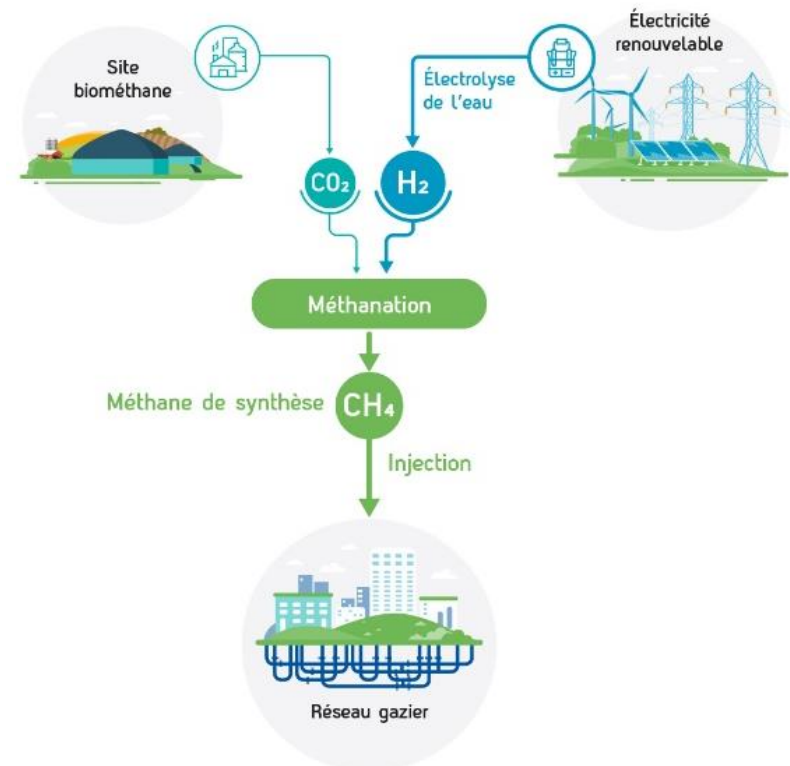 Site
biométhane
Électricité
renouvelable
Électrolyse
de l'eau
CO₂
H₂
Méthanation
Méthane de synthèse
CH₄
Injection
Réseau gazier